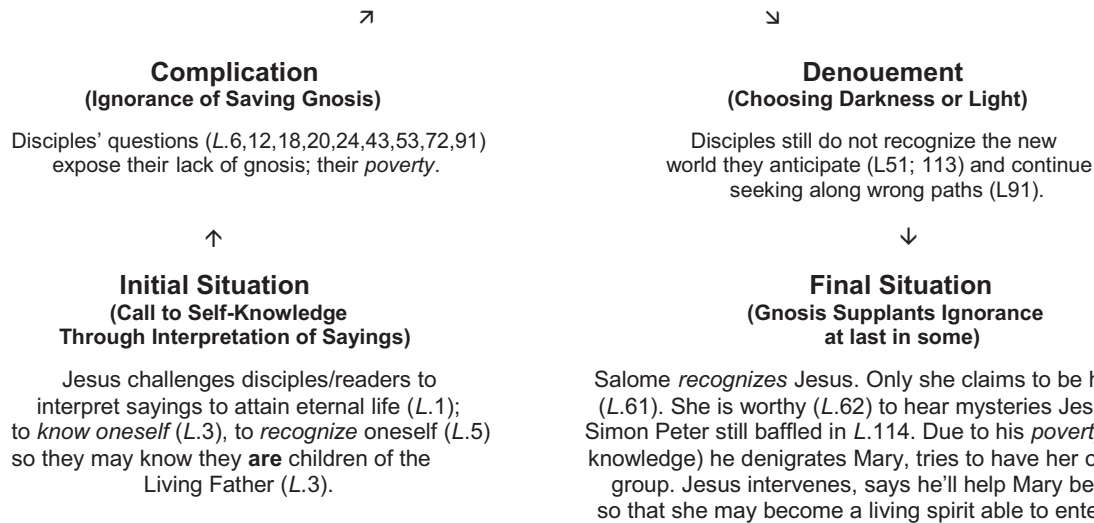 Complication
(Ignorance of Saving Gnosis)
Disciples' questions (L.6,12,18,20,24,43,53,72,91)
expose their lack of gnosis; their poverty.
Initial Situation
(Call to Self-Knowledge
Through Interpretation of Sayings)
Jesus challenges disciples/readers to
interpret sayings to attain eternal life (L.1);
to know oneself (L.3), to recognize oneself (L.5)
so they may know they are children of the
Living Father (L.3).
Denouement
(Choosing Darkness or Light)
Disciples still do not recognize the new
world they anticipate (L51; 113) and continue
seeking along wrong paths (L91).
Final Situation
(Gnosis Supplants Ignorance
at last in some)
Salome recognizes Jesus. Only she claims to be
(L.61). She is worthy (L.62) to hear mysteries
Simon Peter still baffled in L.114. Due to his
knowledge) he denigrates Mary, tries to have her
group. Jesus intervenes, says he'll help Mary
so that she may become a living spirit able to